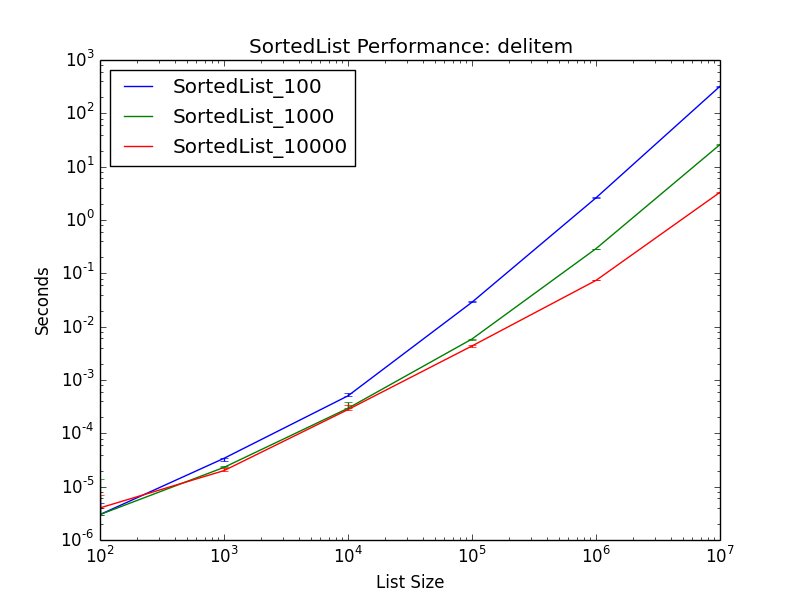 SortedList Performance: delitem
10^3
10^2
10^1
10^0
10^-1
10^-2
10^-3
10^-4
10^-5
10^-6
Seconds
SortedList_100
SortedList_1000
SortedList_10000
10^2 10^3 10^4 10^5 10^6 10^7
List Size